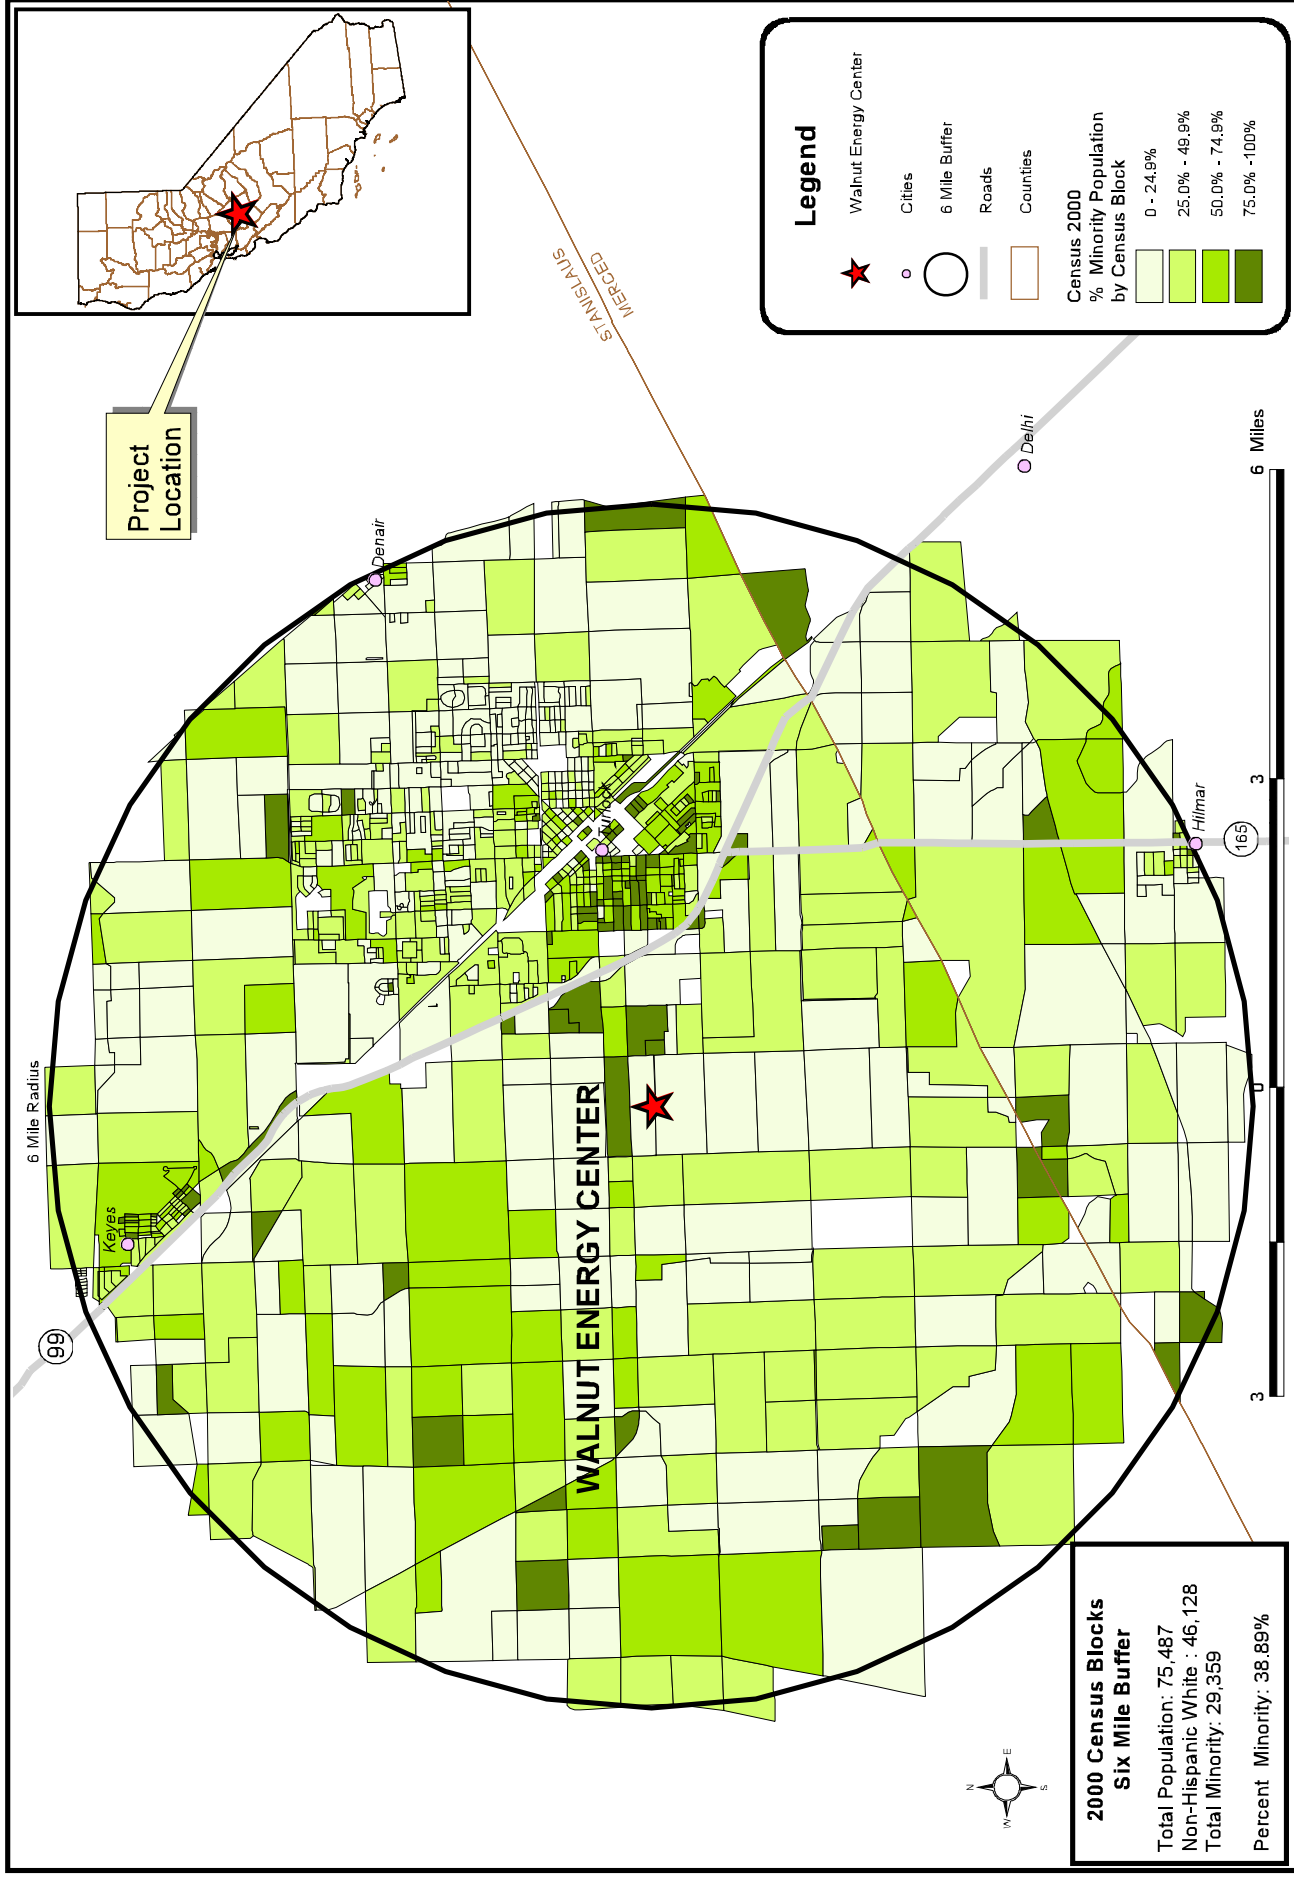 Project
Location
STANISLAUS
MERCED
6 Mile Radius
Keyes
99
Denair
Turlock
WALNUT ENERGY CENTER
Delhi
Hilmar
165
Legend
Walnut Energy Center
Cities
6 Mile Buffer
Roads
Counties
Census 2000
% Minority Population
by Census Block
0 - 24.9%
25.0% - 49.9%
50.0% - 74.9%
75.0% -100%
N
W
E
S
2000 Census Blocks
Six Mile Buffer
Total Population: 75,487
Non-Hispanic White : 46,128
Total Minority: 29,359
Percent Minority: 38.89%
3 0 3 6 Miles